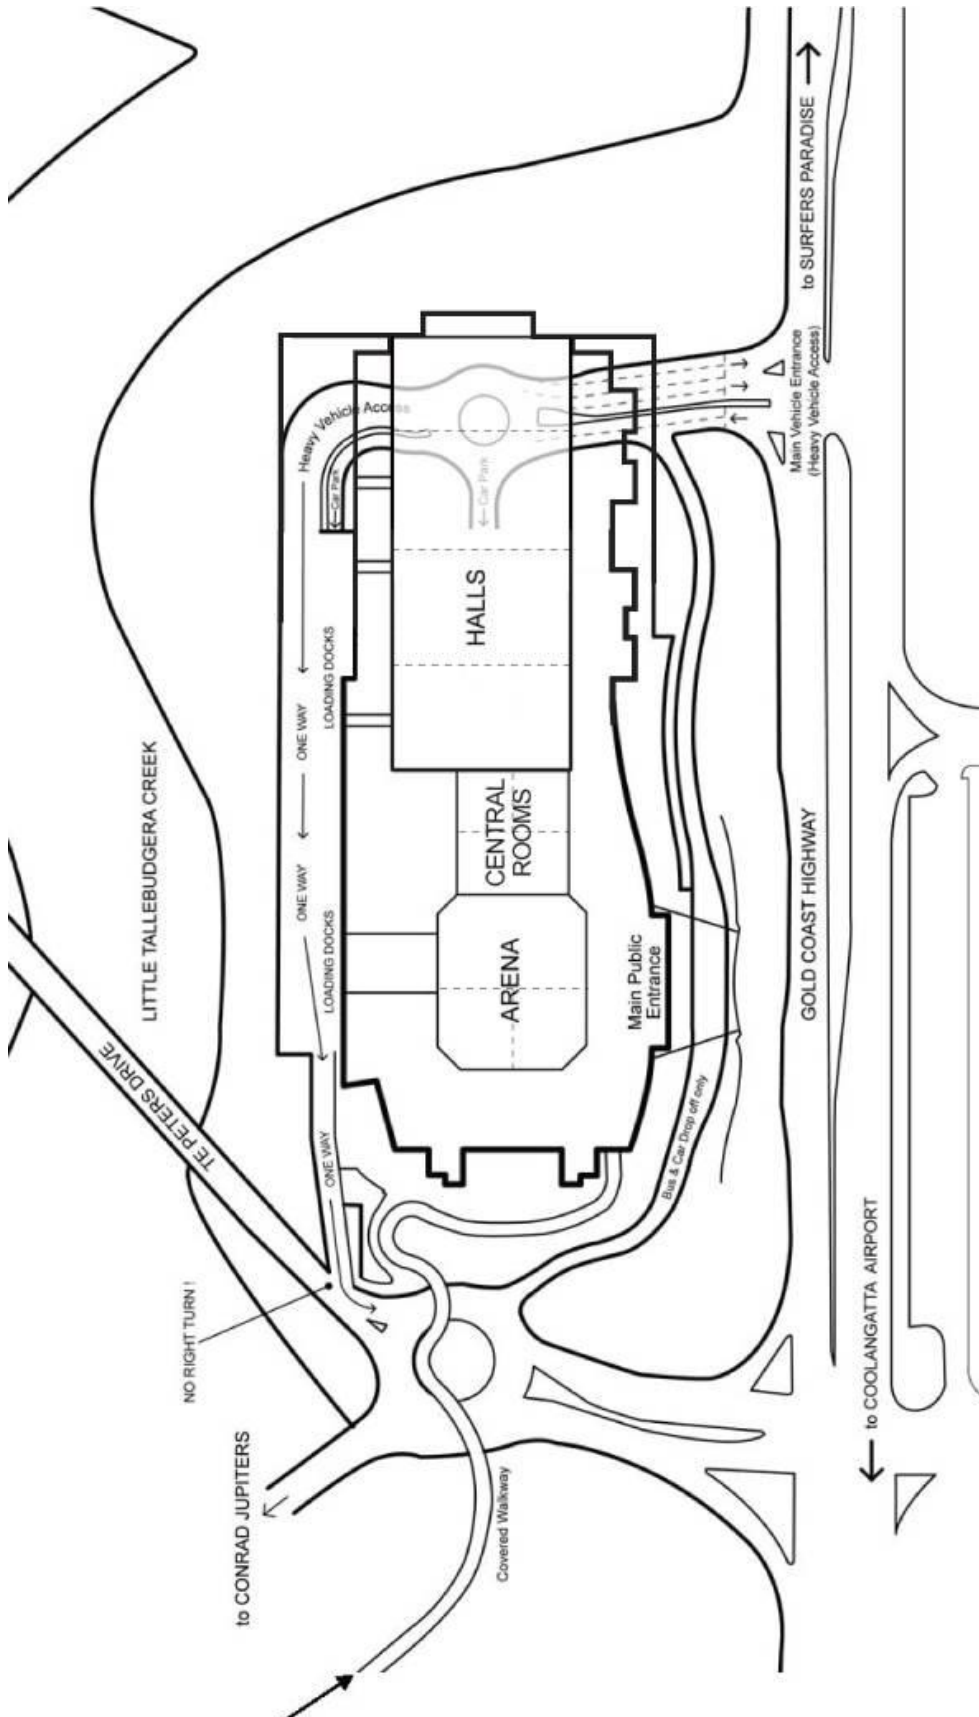 to SURFERS PARADISE
Main Vehicle Entrance
(Heavy Vehicle Access)
Heavy Vehicle Access
Car Park
Car Park
HALLS
LOADING DOCKS
ONE WAY
LITTLE TALLEBUDGERA CREEK
CENTRAL
ROOMS
GOLD COAST HIGHWAY
ONE WAY
LOADING DOCKS
ARENA
Main Public
Entrance
TE PETERS DRIVE
ONE WAY
Bus & Car Drop off only
NO RIGHT TURN !
to COOLANGATTA AIRPORT
to CONRAD JUPITERS
Covered Walkway